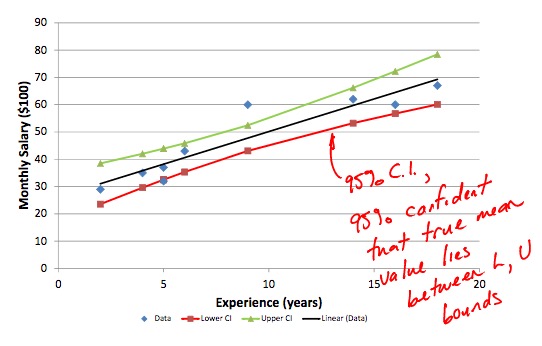 90
80
70
60
50
40
30
20
10
0
Monthly Salary ($100)
0
5
10
15
20
Experience (years)
Data
Lower CI
Upper CI
Linear (Data)
95% C.I.,
95% confident
that true mean
value lies
between L, U
bounds